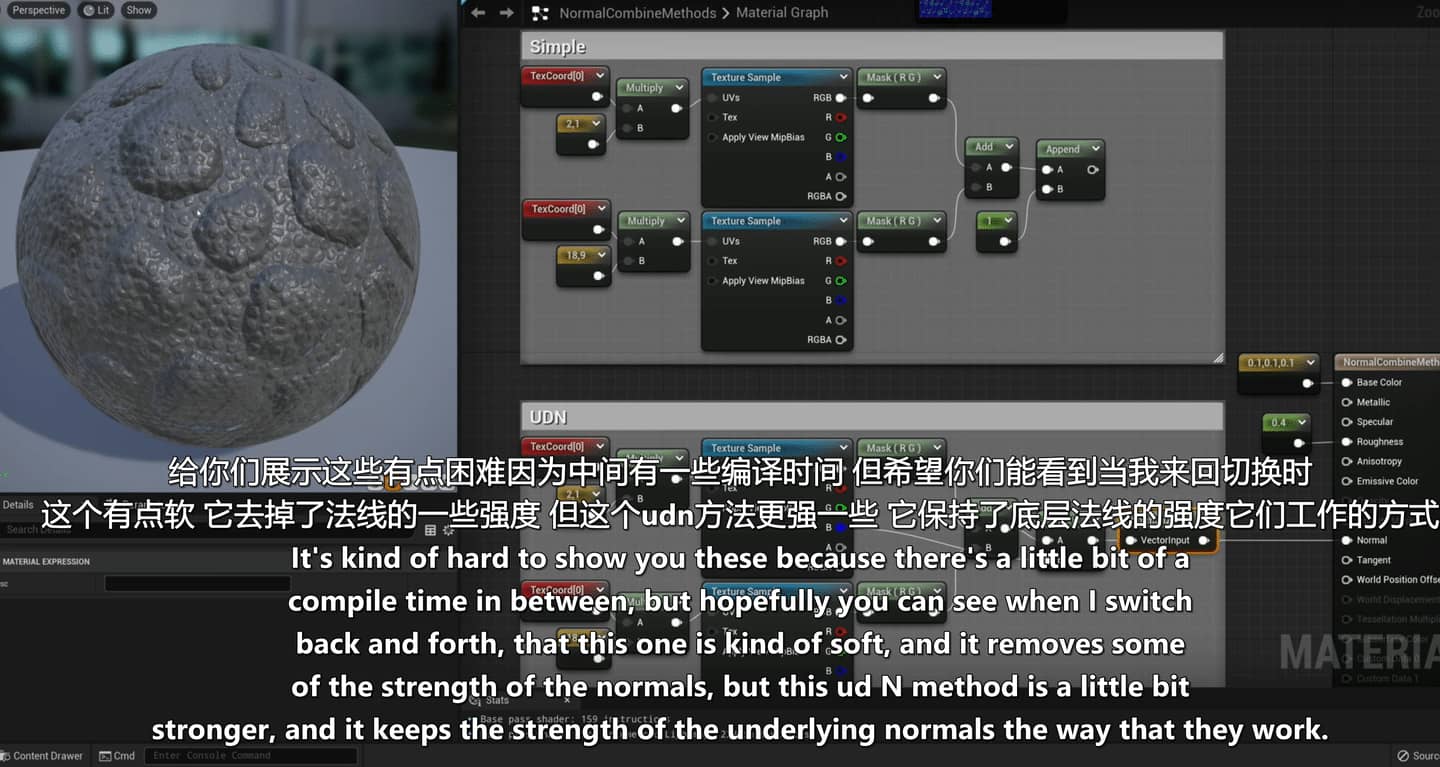 Perspective
Lit
Show
NormalCombineMethods
Material Graph
Zoo
Simple
TexCoord[0]
Multiply
A
B
2,1
Texture Sample
UVs
RGB
Tex
R
Apply View MipBias
G
B
A
RGBA
Mask ( R G )
Add
A
B
Append
A
B
TexCoord[0]
Multiply
A
B
18,9
Texture Sample
UVs
RGB
Tex
R
Apply View MipBias
G
B
A
RGBA
Mask ( R G )
1
0.1,0.1,0.1
NormalCombineMeth
Base Color
Metallic
0.4
Specular
Roughness
Anisotropy
Emissive Color
Normal
Tangent
World Position Offse
World Displacement
Tessellation Multipli
Custom Data 1
UDN
TexCoord[0]
Texture Sample
Mask ( R G )
2,1
VectorInput
TexCoord[0]
Texture Sample
Mask ( R G )
Details
Search Details
MATERIAL EXPRESSION
sc
MATERIA
给你们展示这些有点困难因为中间有一些编译时间 但希望你们能看到当我来回切换时
这个有点软 它去掉了法线的一些强度 但这个udn方法更强一些 它保持了底层法线的强度它们工作的方式
It's kind of hard to show you these because there's a little bit of a
compile time in between, but hopefully you can see when I switch
back and forth, that this one is kind of soft, and it removes some
of the strength of the normals, but this ud N method is a little bit
stronger, and it keeps the strength of the underlying normals the way that they work.
Stats
Base pass shader: 159 instructio
Content Drawer
Cmd
Enter Console Command
Sourc